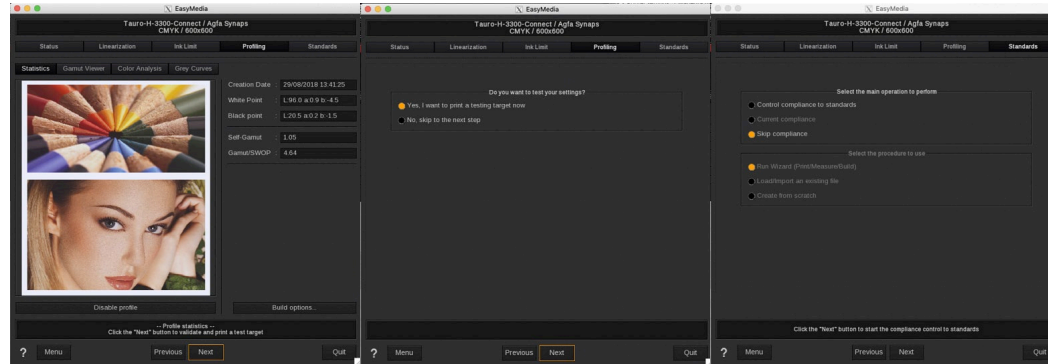 EasyMedia
Tauro-H-3300-Connect / Agfa Synaps
CMYK / 600x600
Status Linearization Ink Limit Profiling Standards
Statistics Gamut Viewer Color Analysis Grey Curves
Creation Date : 29/08/2018 13:41:25
White Point : L:96.0 a:0.9 b:-4.5
Black point : L:20.5 a:0.2 b:-1.5
Self-Gamut : 1.05
Gamut/SWOP : 4.64
Disable profile Build options...
-- Profile statistics --
Click the "Next" button to validate and print a test target
? Menu Previous Next Quit
EasyMedia
Tauro-H-3300-Connect / Agfa Synaps
CMYK / 600x600
Status Linearization Ink Limit Profiling Standards
Do you want to test your settings?
Yes, I want to print a testing target now
No, skip to the next step
? Menu Previous Next Quit
EasyMedia
Tauro-H-3300-Connect / Agfa Synaps
CMYK / 600x600
Status Linearization Ink Limit Profiling Standards
Select the main operation to perform
Control compliance to standards
Current compliance
Skip compliance
Select the procedure to use
Run Wizard (Print/Measure/Build)
Load/Import an existing file
Create from scratch
Click the "Next" button to start the compliance control to standards
? Menu Previous Next Quit